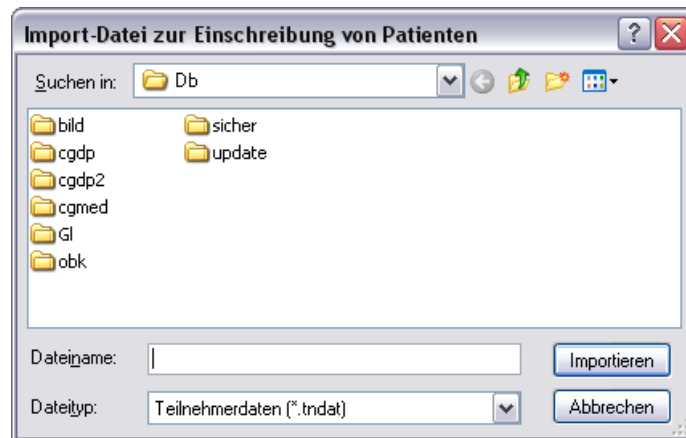 Import-Datei zur Einschreibung von Patienten
Suchen in: Db
bild
cgdp
cgdp2
cgmed
Gl
obk
sicher
update
Dateiname: Importieren
Dateityp: Teilnehmerdaten (*.tndat) Abbrechen